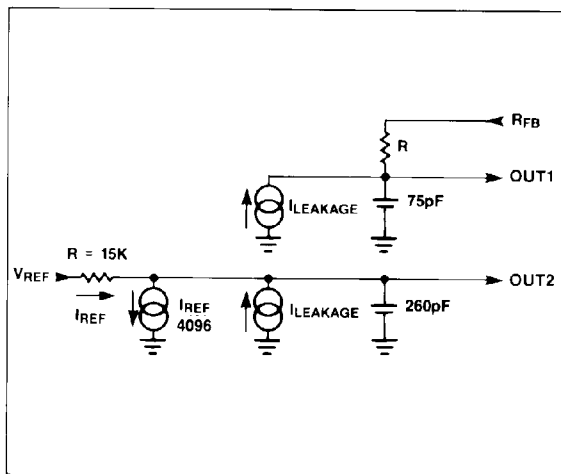 RFB
R
OUT1
ILEAKAGE
75pF
R = 15K
VREF
OUT2
IREF
IREF
4096
ILEAKAGE
260pF